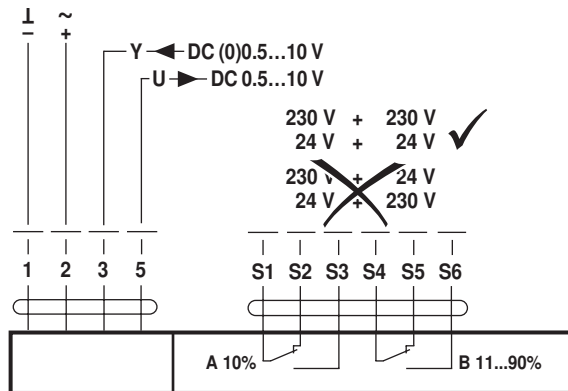 ⊥ ~
– +
Y DC (0)0.5...10 V
U DC 0.5...10 V
230 V + 230 V
24 V + 24 V
230 V + 24 V
24 V + 230 V
1 2 3 5 S1 S2 S3 S4 S5 S6
A 10% B 11...90%